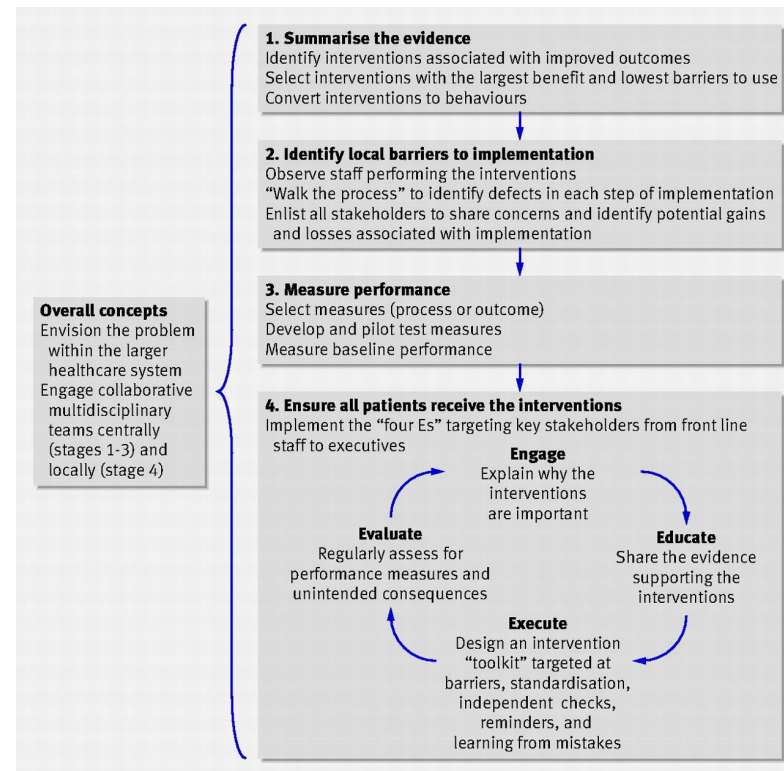 1. Summarise the evidence
Identify interventions associated with improved outcomes
Select interventions with the largest benefit and lowest barriers to use
Convert interventions to behaviours
2. Identify local barriers to implementation
Observe staff performing the interventions
“Walk the process” to identify defects in each step of implementation
Enlist all stakeholders to share concerns and identify potential gains
and losses associated with implementation
3. Measure performance
Select measures (process or outcome)
Develop and pilot test measures
Measure baseline performance
Overall concepts
Envision the problem
within the larger
healthcare system
Engage collaborative
multidisciplinary
teams centrally
(stages 1-3) and
locally (stage 4)
4. Ensure all patients receive the interventions
Implement the “four Es” targeting key stakeholders from front line
staff to executives
Engage
Explain why the
interventions
are important
Educate
Share the evidence
supporting the
interventions
Execute
Design an intervention
“toolkit” targeted at
barriers, standardisation,
independent checks,
reminders, and
learning from mistakes
Evaluate
Regularly assess for
performance measures and
unintended consequences